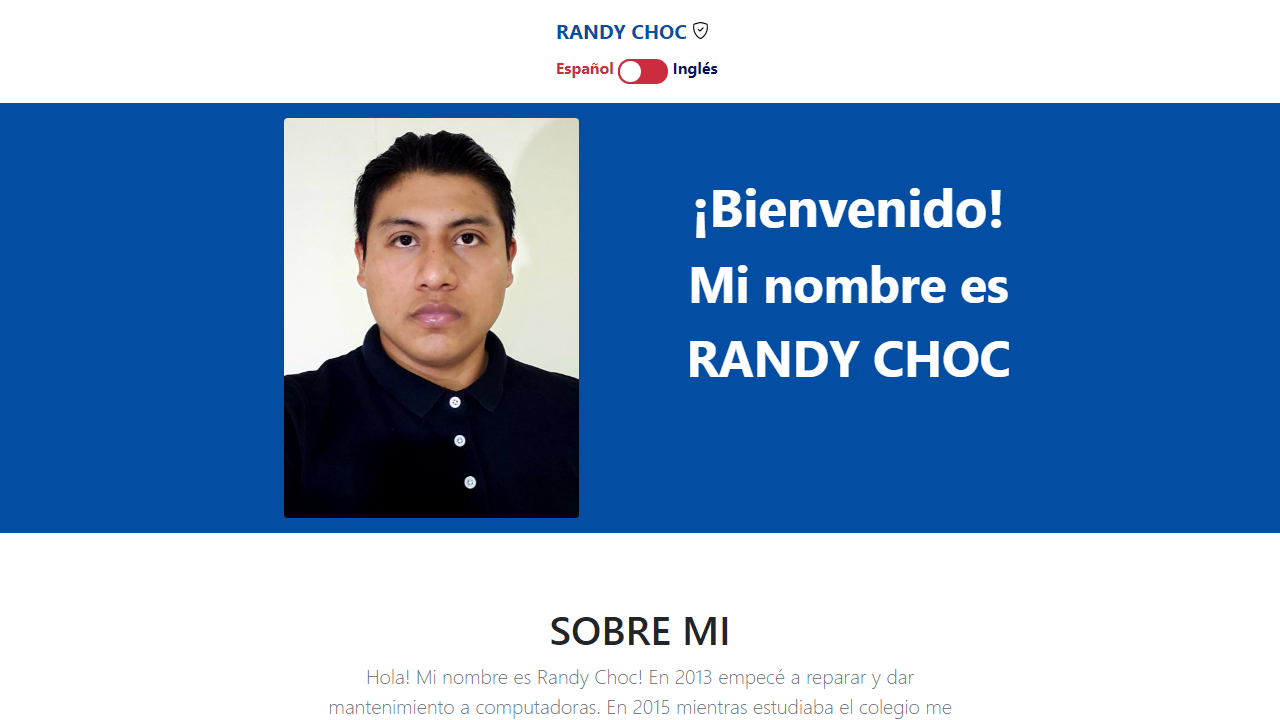 RANDY CHOC
Español Inglés
¡Bienvenido!
Mi nombre es
RANDY CHOC
SOBRE MI
Hola! Mi nombre es Randy Choc! En 2013 empecé a reparar y dar
mantenimiento a computadoras. En 2015 mientras estudiaba el colegio me